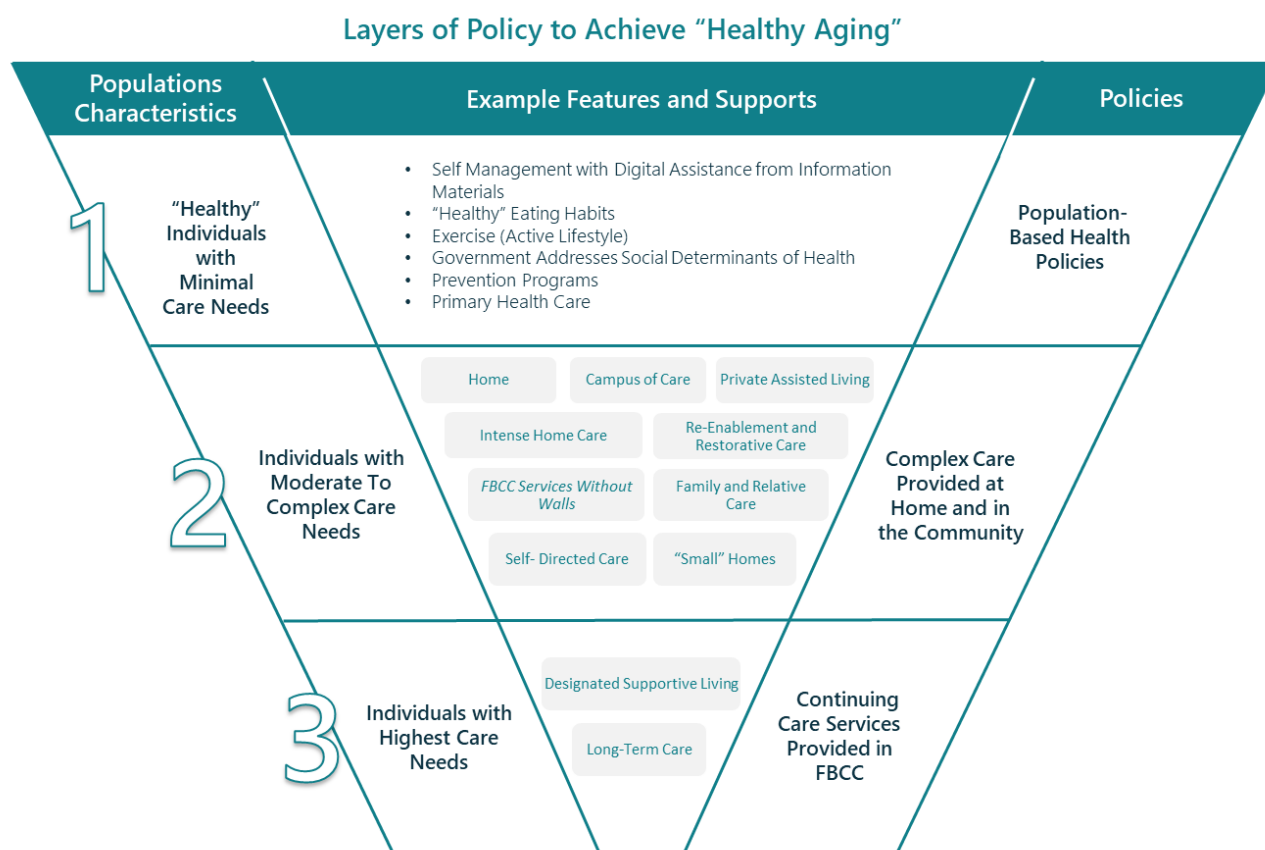 Layers of Policy to Achieve “Healthy Aging”
Populations
Characteristics
Example Features and Supports
Policies
1
“Healthy”
Individuals
with
Minimal
Care Needs
• Self Management with Digital Assistance from Information
Materials
• “Healthy” Eating Habits
• Exercise (Active Lifestyle)
• Government Addresses Social Determinants of Health
• Prevention Programs
• Primary Health Care
Population-
Based Health
Policies
2
Individuals with
Moderate To
Complex Care
Needs
Home
Campus of Care
Private Assisted Living
Intense Home Care
Re-Enablement and
Restorative Care
FBCC Services Without
Walls
Family and Relative
Care
Self- Directed Care
“Small” Homes
Complex Care
Provided at
Home and in
the Community
3
Individuals with
Highest Care
Needs
Designated Supportive Living
Long-Term Care
Continuing
Care Services
Provided in
FBCC